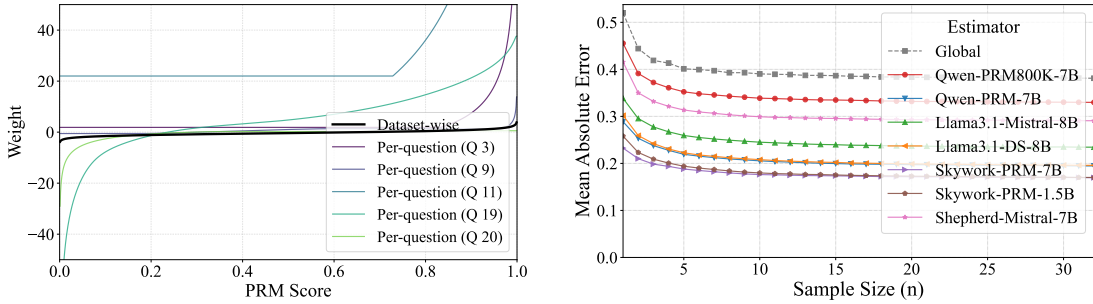 40
20
0
−20
−40
Weight
0.0
0.2
0.4
0.6
0.8
1.0
PRM Score
Dataset-wise
Per-question (Q 3)
Per-question (Q 9)
Per-question (Q 11)
Per-question (Q 19)
Per-question (Q 20)
0.5
0.4
0.3
0.2
0.1
0.0
Mean Absolute Error
5
10
15
20
25
30
Sample Size (n)
Estimator
Global
Qwen-PRM800K-7B
Qwen-PRM-7B
Llama3.1-Mistral-8B
Llama3.1-DS-8B
Skywork-PRM-7B
Skywork-PRM-1.5B
Shepherd-Mistral-7B